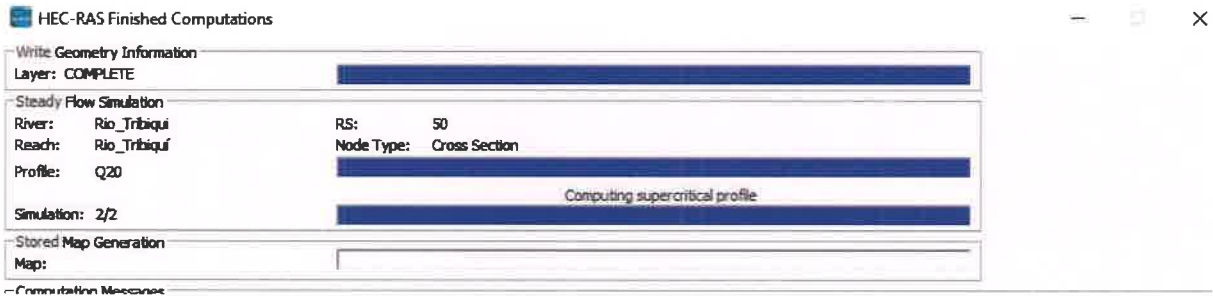 HEC-RAS Finished Computations
Write Geometry Information
Layer: COMPLETE
Steady Flow Simulation
River: Rio_Tribiqui RS: 50
Reach: Rio_Tribiquí Node Type: Cross Section
Profile: Q20
Computing supercritical profile
Simulation: 2/2
Stored Map Generation
Map:
Computation Messages